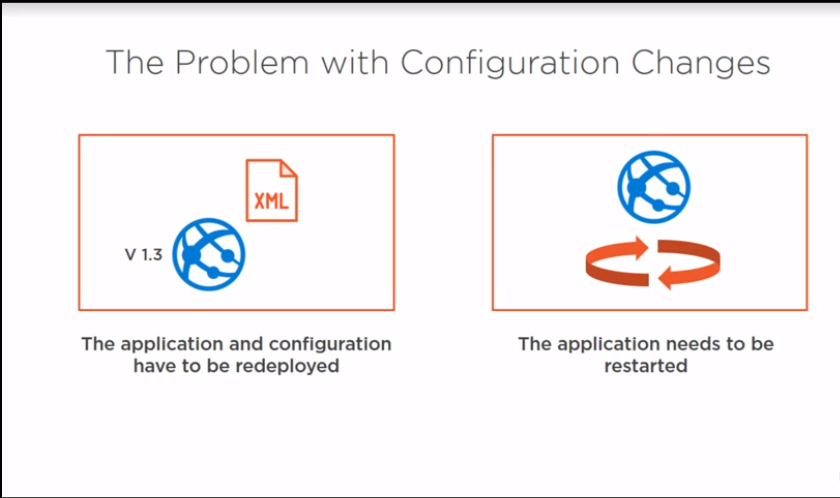 The Problem with Configuration Changes
XML
V 1.3
The application and configuration
have to be redeployed
The application needs to be
restarted